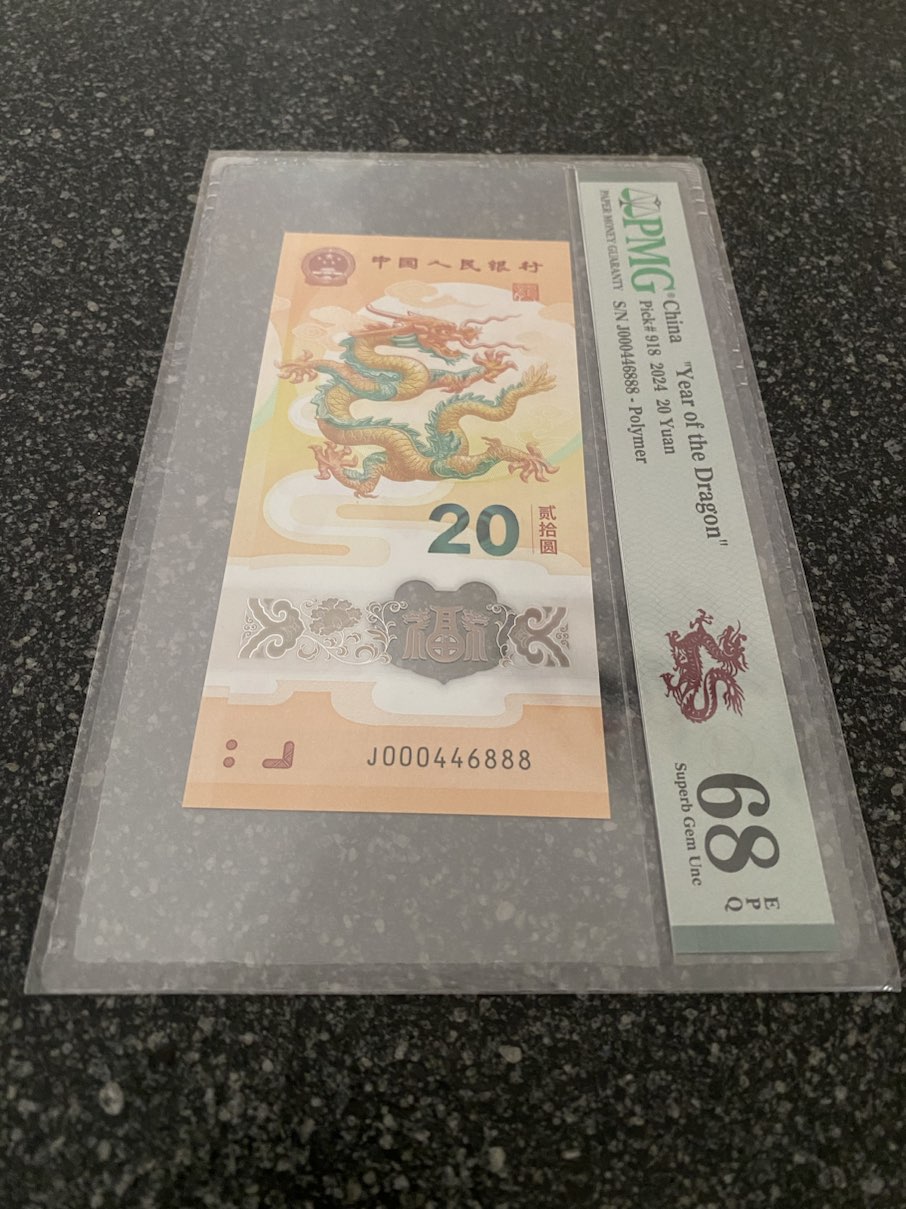 中国人民银行
20
贰拾圆
福
J000446888
PMG®
PAPER MONEY GUARANTY
China "Year of the Dragon"
Pick# 918 2024 20 Yuan
S/N J000446888 - Polymer
68
EPQ
Superb Gem Unc